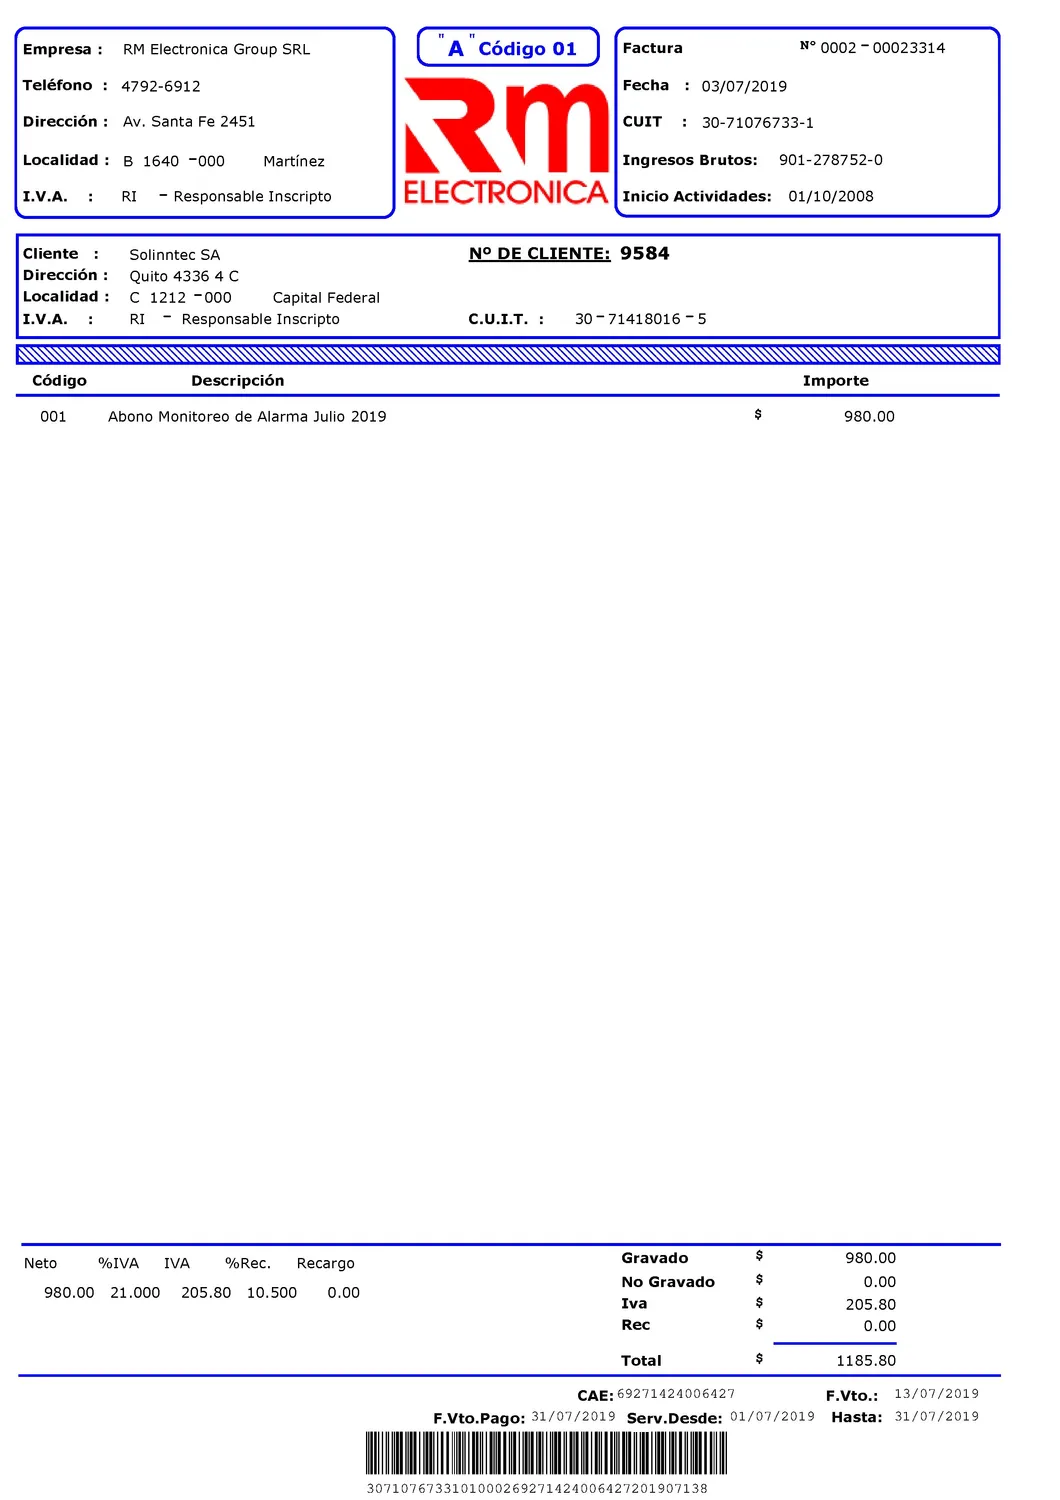 Empresa : RM Electronica Group SRL
Teléfono : 4792-6912
Dirección : Av. Santa Fe 2451
Localidad : B 1640 -000 Martínez
I.V.A. : RI - Responsable Inscripto
"A" Código 01
Rm
ELECTRONICA
Factura Nº 0002 - 00023314
Fecha : 03/07/2019
CUIT : 30-71076733-1
Ingresos Brutos: 901-278752-0
Inicio Actividades: 01/10/2008
Cliente : Solinntec SA Nº DE CLIENTE: 9584
Dirección : Quito 4336 4 C
Localidad : C 1212 -000 Capital Federal
I.V.A. : RI - Responsable Inscripto C.U.I.T. : 30 - 71418016 - 5
Código Descripción Importe
001 Abono Monitoreo de Alarma Julio 2019 $ 980.00
Neto %IVA IVA %Rec. Recargo
980.00 21.000 205.80 10.500 0.00
Gravado $ 980.00
No Gravado $ 0.00
Iva $ 205.80
Rec $ 0.00
Total $ 1185.80
CAE: 69271424006427 F.Vto.: 13/07/2019
F.Vto.Pago: 31/07/2019 Serv.Desde: 01/07/2019 Hasta: 31/07/2019
3071076733101000269271424006427201907138